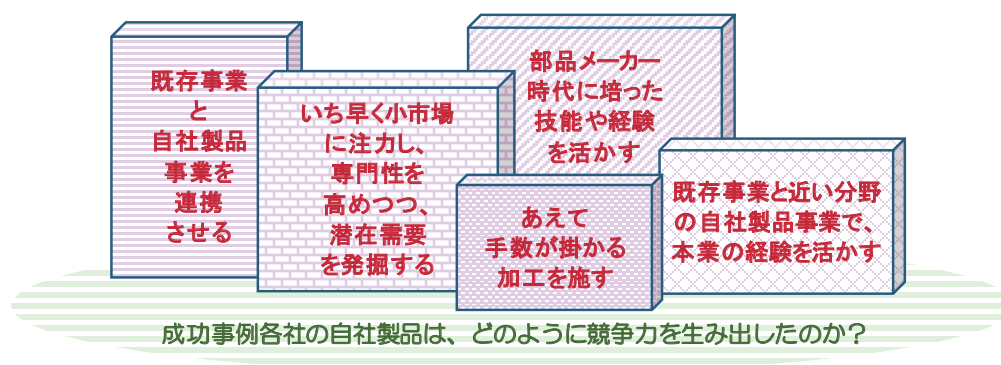 既存事業
と
自社製品
事業を
連携
させる
いち早く小市場
に注力し、
専門性を
高めつつ、
潜在需要
を発掘する
部品メーカー
時代に培った
技能や経験
を活かす
あえて
手数が掛かる
加工を施す
既存事業と近い分野
の自社製品事業で、
本業の経験を活かす
成功事例各社の自社製品は、どのように競争力を生み出したのか?